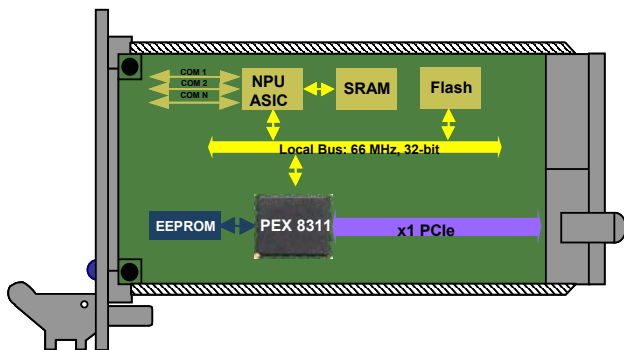 COM 1
COM 2
COM N
NPU
ASIC
SRAM
Flash
Local Bus: 66 MHz, 32-bit
EEPROM
PEX 8311
x1 PCIe